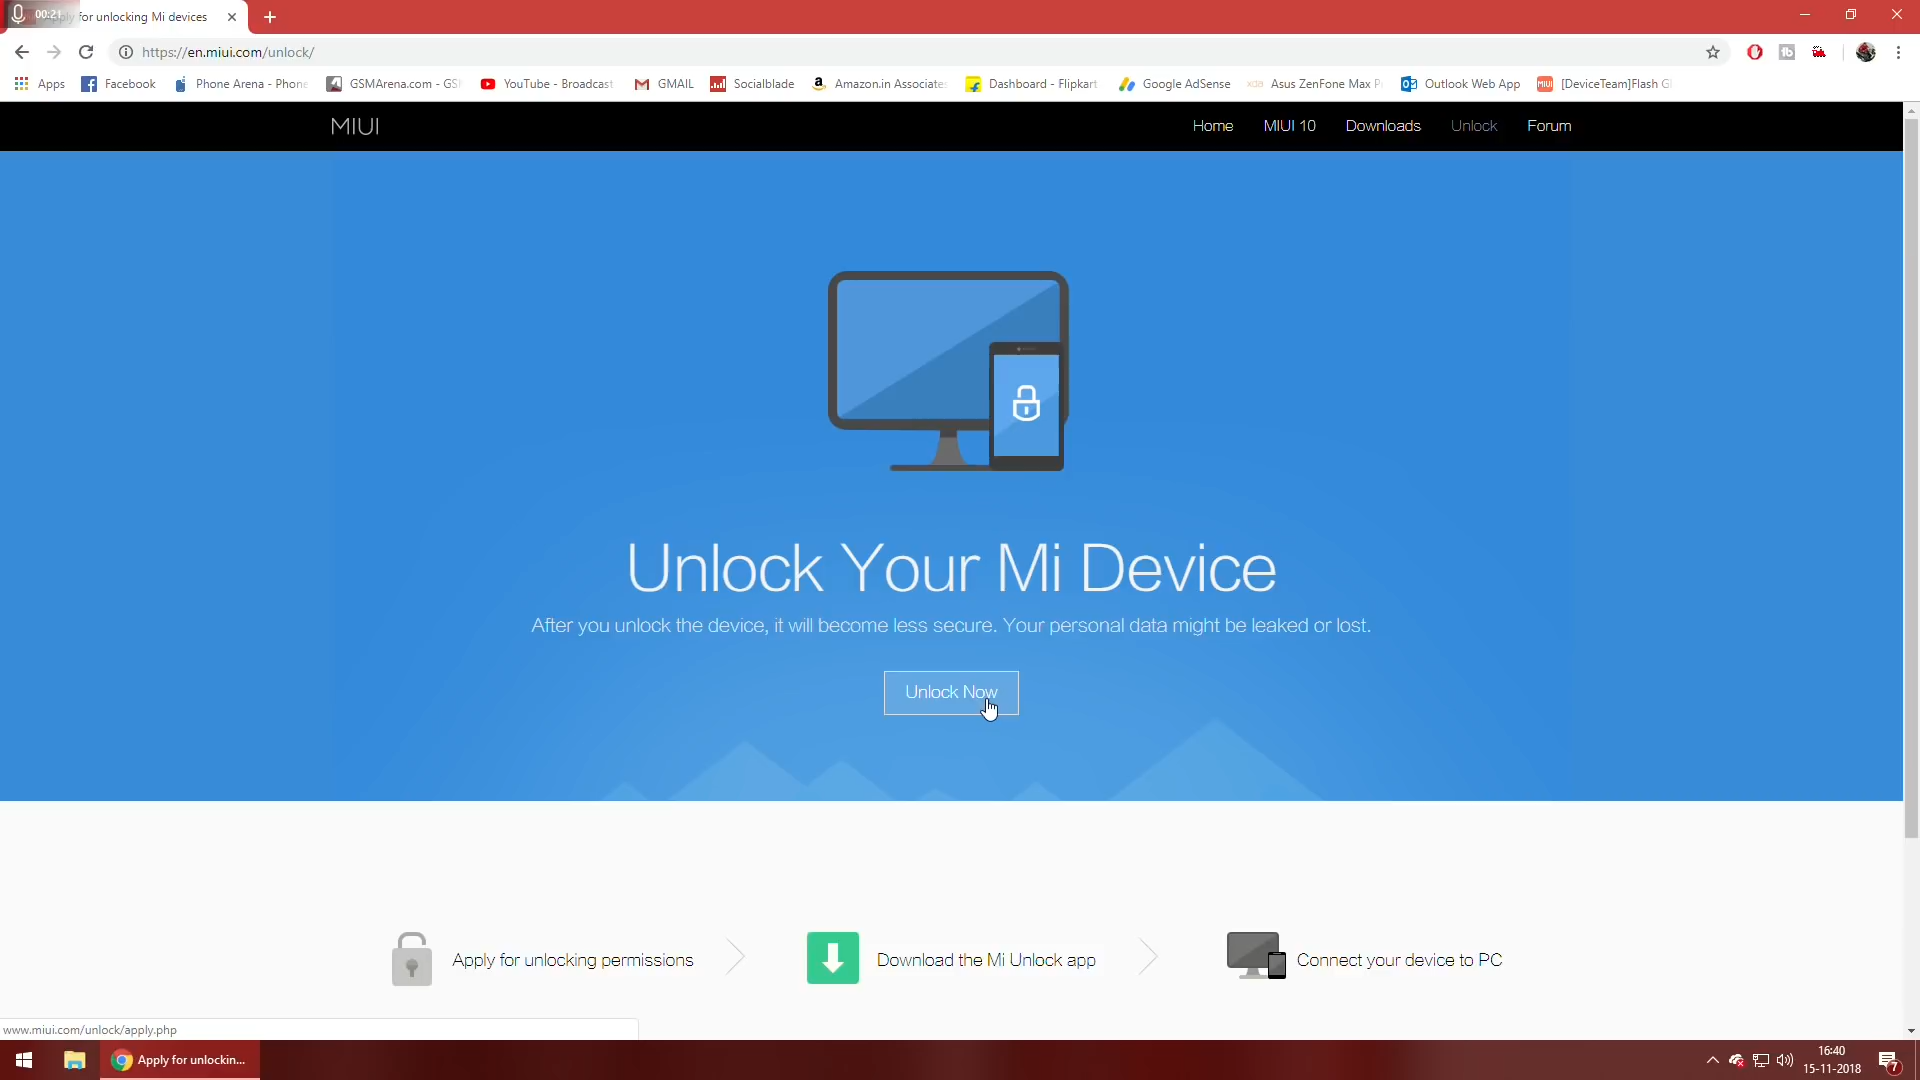 00:21
Apply for unlocking Mi devices
https://en.miui.com/unlock/
Apps Facebook Phone Arena - Phone GSMArena.com - GS YouTube - Broadcast GMAIL Socialblade Amazon.in Associate Dashboard - Flipkart Google AdSense Asus ZenFone Max P Outlook Web App [DeviceTeam]Flash G
MIUI Home MIUI 10 Downloads Unlock Forum
Unlock Your Mi Device
After you unlock the device, it will become less secure. Your personal data might be leaked or lost.
Unlock Now
Apply for unlocking permissions Download the Mi Unlock app Connect your device to PC
www.miui.com/unlock/apply.php
Apply for unlockin...
16:40
15-11-2018
7